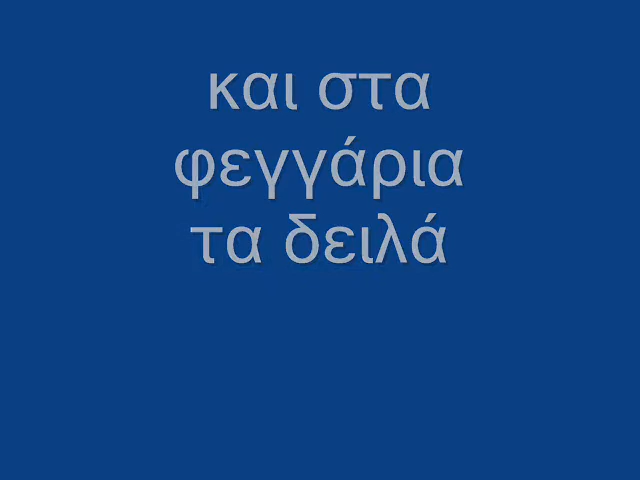 και στα
φεγγάρια
τα δειλά